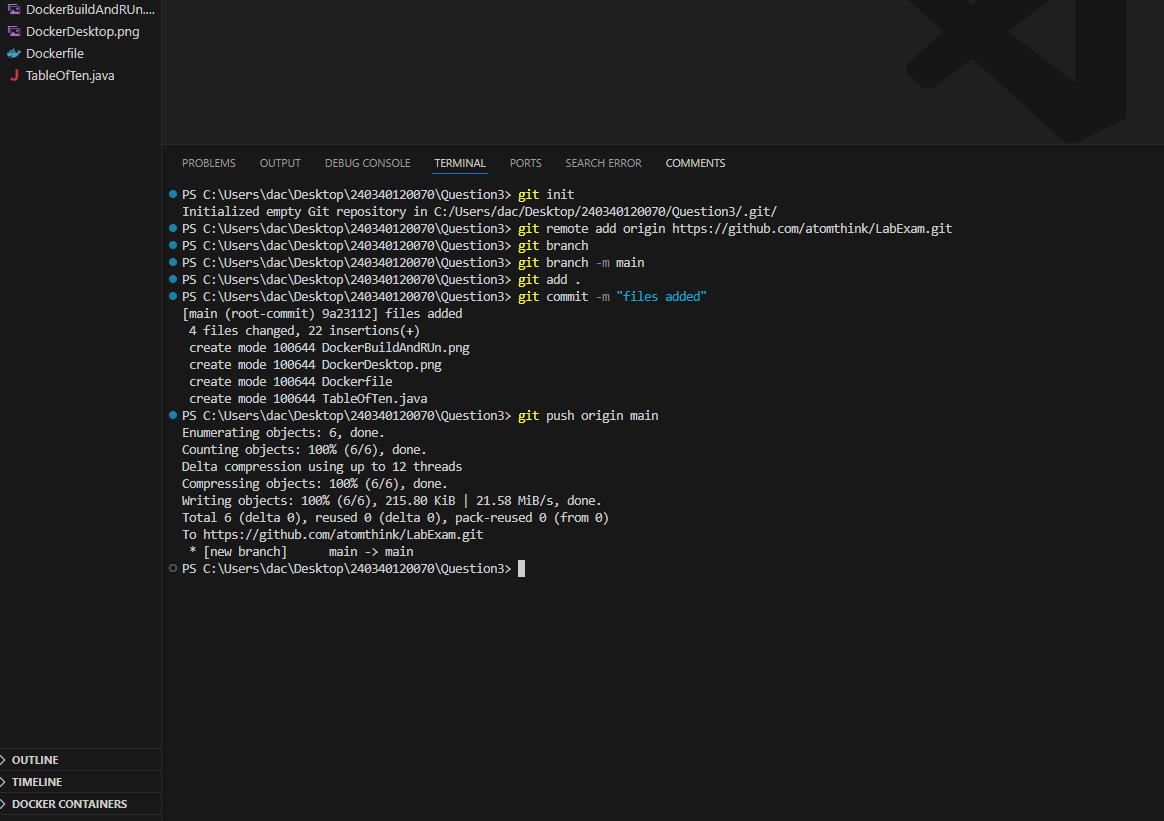 DockerBuildAndRUn....
DockerDesktop.png
Dockerfile
J TableOfTen.java
PROBLEMS OUTPUT DEBUG CONSOLE TERMINAL PORTS SEARCH ERROR COMMENTS
PS C:\Users\dac\Desktop\240340120070\Question3> git init
Initialized empty Git repository in C:/Users/dac/Desktop/240340120070/Question3/.git/
PS C:\Users\dac\Desktop\240340120070\Question3> git remote add origin https://github.com/atomthink/LabExam.git
PS C:\Users\dac\Desktop\240340120070\Question3> git branch
PS C:\Users\dac\Desktop\240340120070\Question3> git branch -m main
PS C:\Users\dac\Desktop\240340120070\Question3> git add .
PS C:\Users\dac\Desktop\240340120070\Question3> git commit -m "files added"
[main (root-commit) 9a23112] files added
4 files changed, 22 insertions(+)
create mode 100644 DockerBuildAndRUn.png
create mode 100644 DockerDesktop.png
create mode 100644 Dockerfile
create mode 100644 TableOfTen.java
PS C:\Users\dac\Desktop\240340120070\Question3> git push origin main
Enumerating objects: 6, done.
Counting objects: 100% (6/6), done.
Delta compression using up to 12 threads
Compressing objects: 100% (6/6), done.
Writing objects: 100% (6/6), 215.80 KiB | 21.58 MiB/s, done.
Total 6 (delta 0), reused 0 (delta 0), pack-reused 0 (from 0)
To https://github.com/atomthink/LabExam.git
* [new branch]      main -> main
PS C:\Users\dac\Desktop\240340120070\Question3>
OUTLINE
TIMELINE
DOCKER CONTAINERS